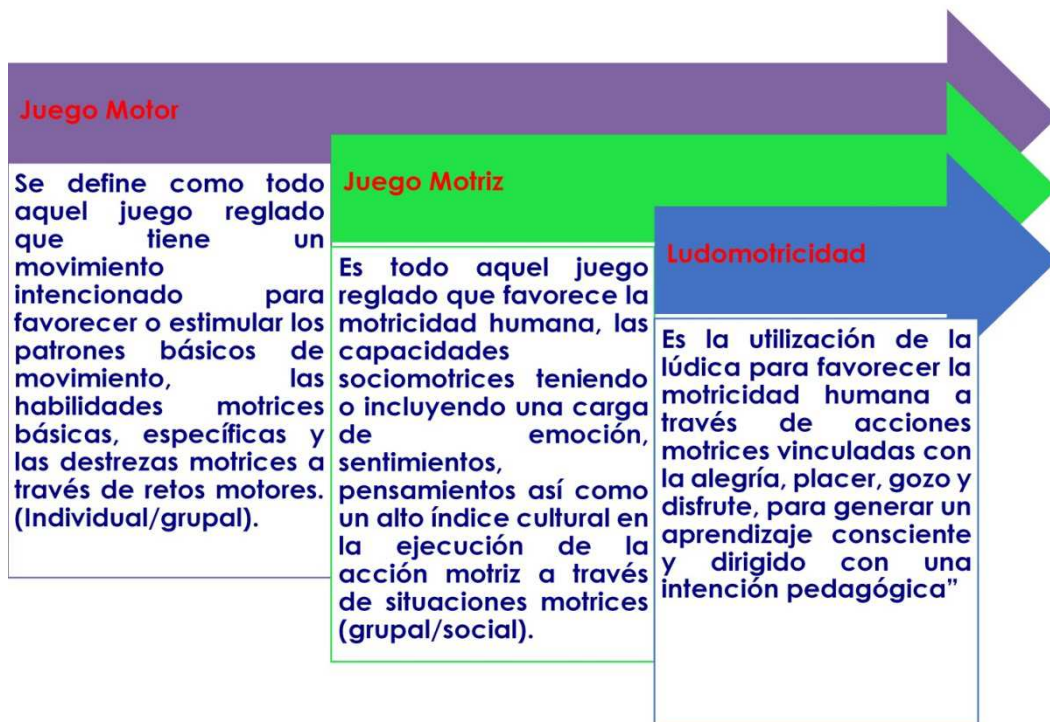 Juego Motor
Se define como todo
aquel juego reglado
que tiene un
movimiento
intencionado para
favorecer o estimular los
patrones básicos de
movimiento, las
habilidades motrices
básicas, específicas y
las destrezas motrices a
través de retos motores.
(Individual/grupal).
Juego Motriz
Es todo aquel juego
reglado que favorece la
motricidad humana, las
capacidades
sociomotrices teniendo
o incluyendo una carga
de emoción,
sentimientos,
pensamientos así como
un alto índice cultural en
la ejecución de la
acción motriz a través
de situaciones motrices
(grupal/social).
Ludomotricidad
Es la utilización de la
lúdica para favorecer la
motricidad humana a
través de acciones
motrices vinculadas con
la alegría, placer, gozo y
disfrute, para generar un
aprendizaje consciente
y dirigido con una
intención pedagógica”